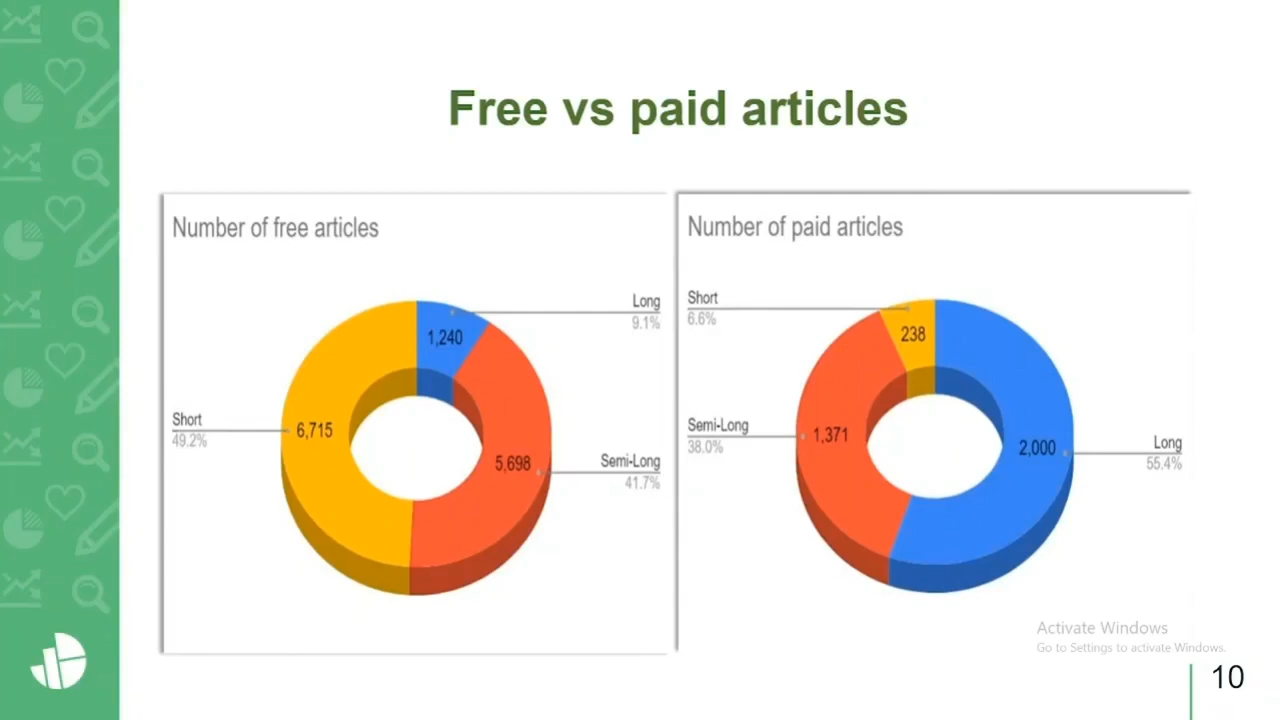 Free vs paid articles
Number of free articles
Long
9.1%
1,240
Short
49.2%
6,715
5,698
Semi-Long
41.7%
Number of paid articles
Short
6.6%
238
Semi-Long
38.0%
1,371
2,000
Long
55.4%
Activate Windows
Go to Settings to activate Windows.
10